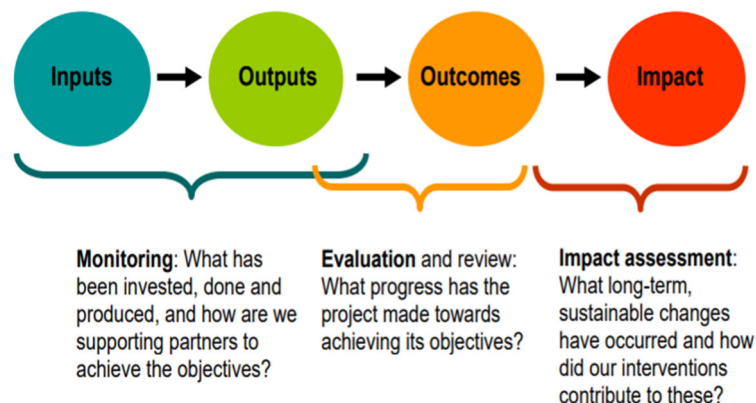 Inputs
Outputs
Outcomes
Impact
Monitoring: What has
been invested, done and
produced, and how are we
supporting partners to
achieve the objectives?
Evaluation and review:
What progress has the
project made towards
achieving its objectives?
Impact assessment:
What long-term,
sustainable changes
have occurred and how
did our interventions
contribute to these?